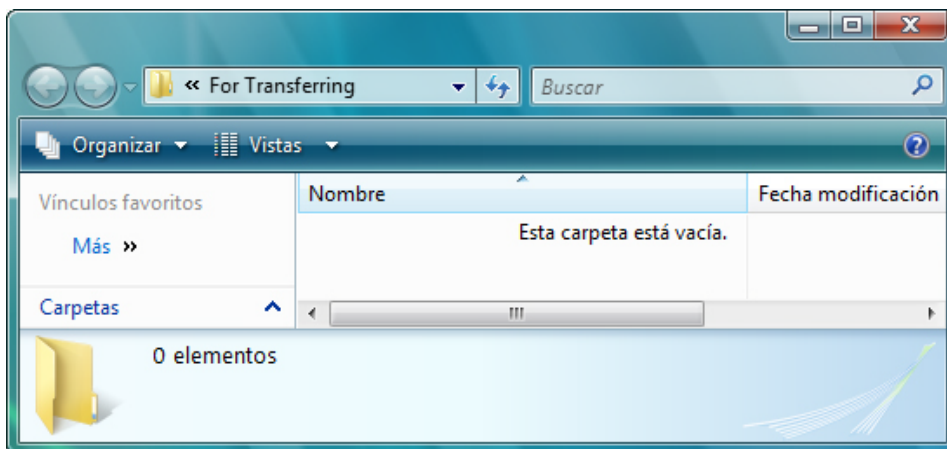 « For Transferring
Buscar
Organizar Vistas
Vínculos favoritos
Más »
Carpetas
Nombre Fecha modificación
Esta carpeta está vacía.
0 elementos